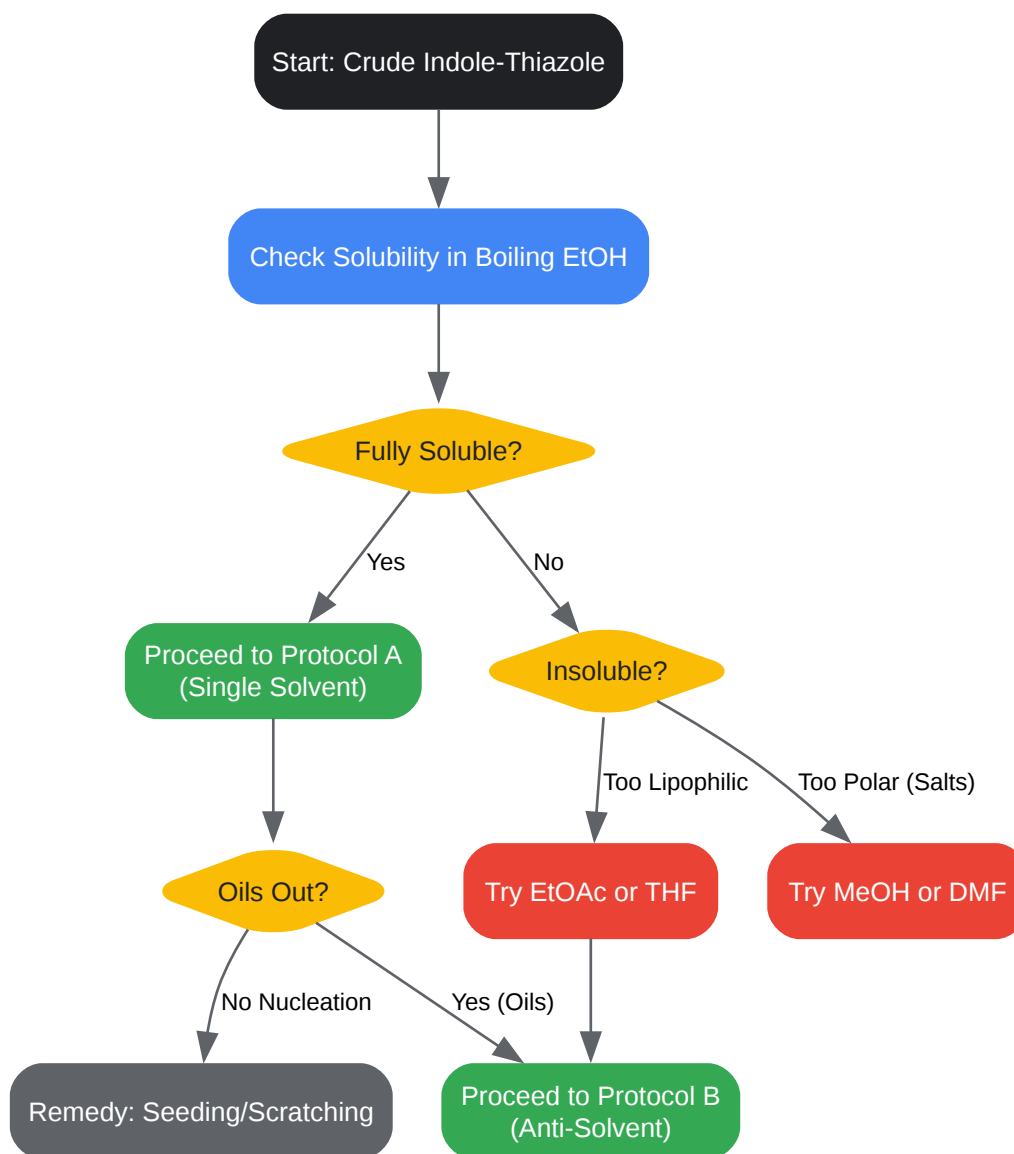 Start: Crude Indole-Thiazole
Check Solubility in Boiling EtOH
Fully Soluble?
Yes
No
Proceed to Protocol A
(Single Solvent)
Insoluble?
Too Lipophilic
Too Polar (Salts)
Oils Out?
Try EtOAc or THF
Try MeOH or DMF
No Nucleation
Yes (Oils)
Remedy: Seeding/Scratching
Proceed to Protocol B
(Anti-Solvent)